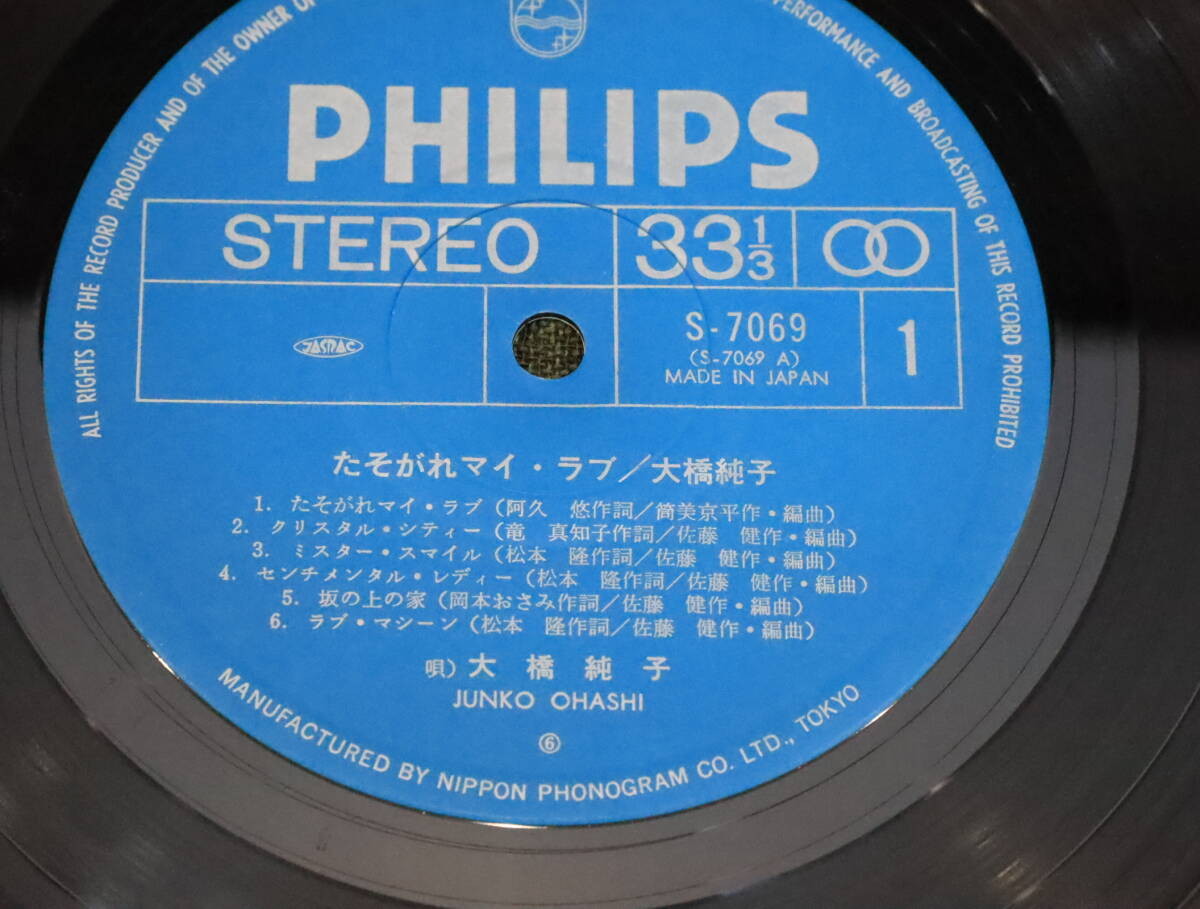 ALL RIGHTS OF THE RECORD PRODUCER AND OF THE OWNER OF
PERFORMANCE AND BROADCASTING OF THIS RECORD PROHIBITED
PHILIPS
STEREO
33 1/3
JASRAC
S-7069
(S-7069 A)
MADE IN JAPAN
1
たそがれマイ・ラブ/大橋純子
1. たそがれマイ・ラブ(阿久 悠作詞/筒美京平作・編曲)
2. クリスタル・シティー(竜 真知子作詞/佐藤 健作・編曲)
3. ミスター・スマイル(松本 隆作詞/佐藤 健作・編曲)
4. センチメンタル・レディー(松本 隆作詞/佐藤 健作・編曲)
5. 坂の上の家(岡本おさみ作詞/佐藤 健作・編曲)
6. ラブ・マシーン(松本 隆作詞/佐藤 健作・編曲)
唄)大橋純子
JUNKO OHASHI
⑥
MANUFACTURED BY NIPPON PHONOGRAM CO. LTD., TOKYO